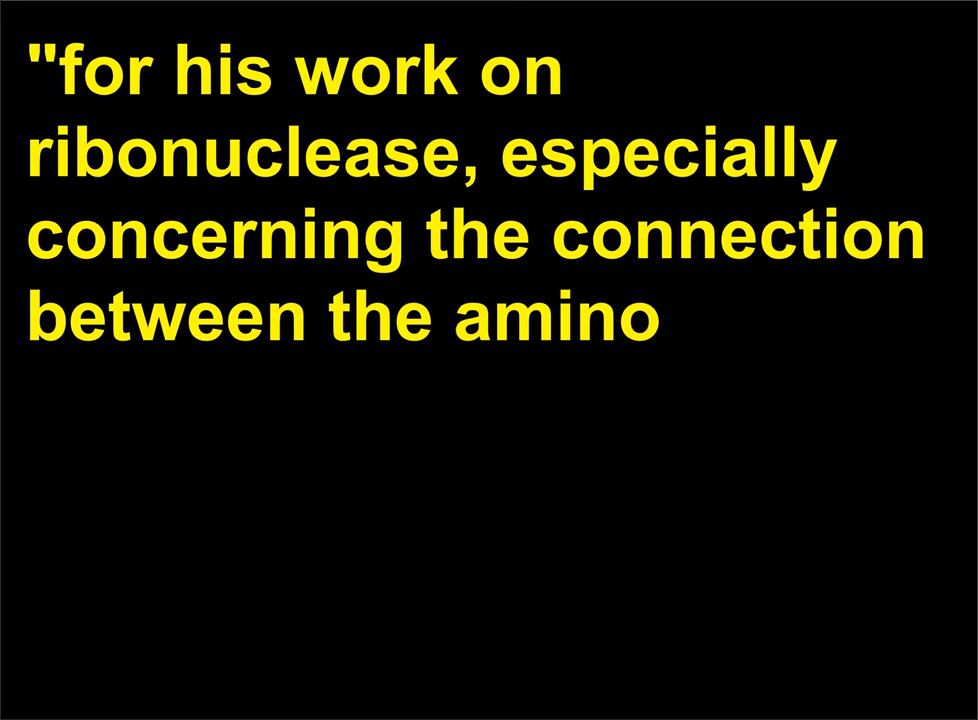 "for his work on
ribonuclease, especially
concerning the connection
between the amino